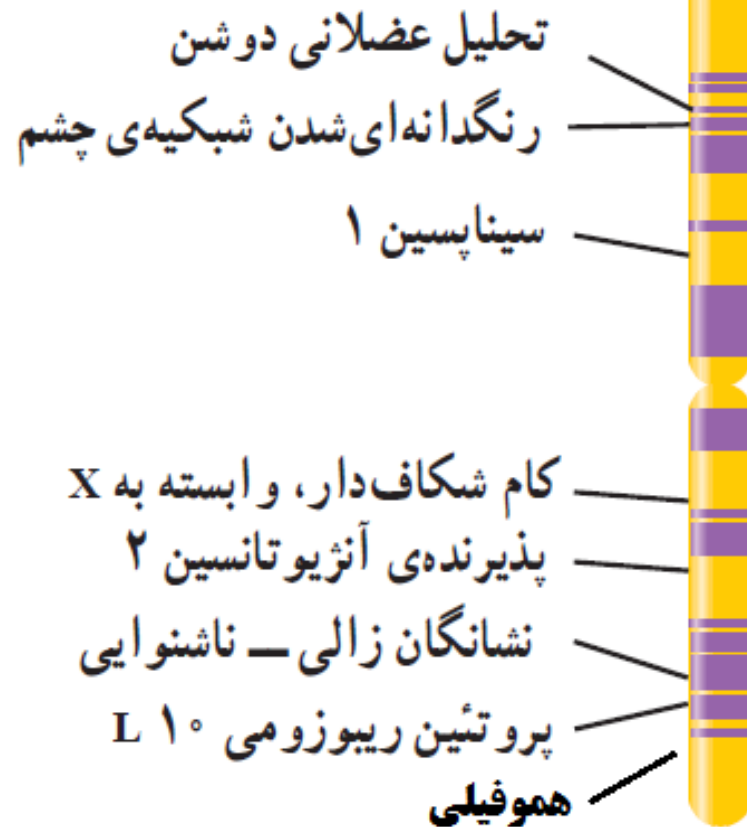 تحلیل عضلانی دوشن
رنگدانه‌ای‌شدن شبکیه‌ی چشم
سیناپسین ۱
کام شکاف‌دار، وابسته به X
پذیرنده‌ی آنژیوتانسین ۲
نشانگان زالی ــ ناشنوایی
پروتئین ریبوزومی L ۱۰
هموفیلی